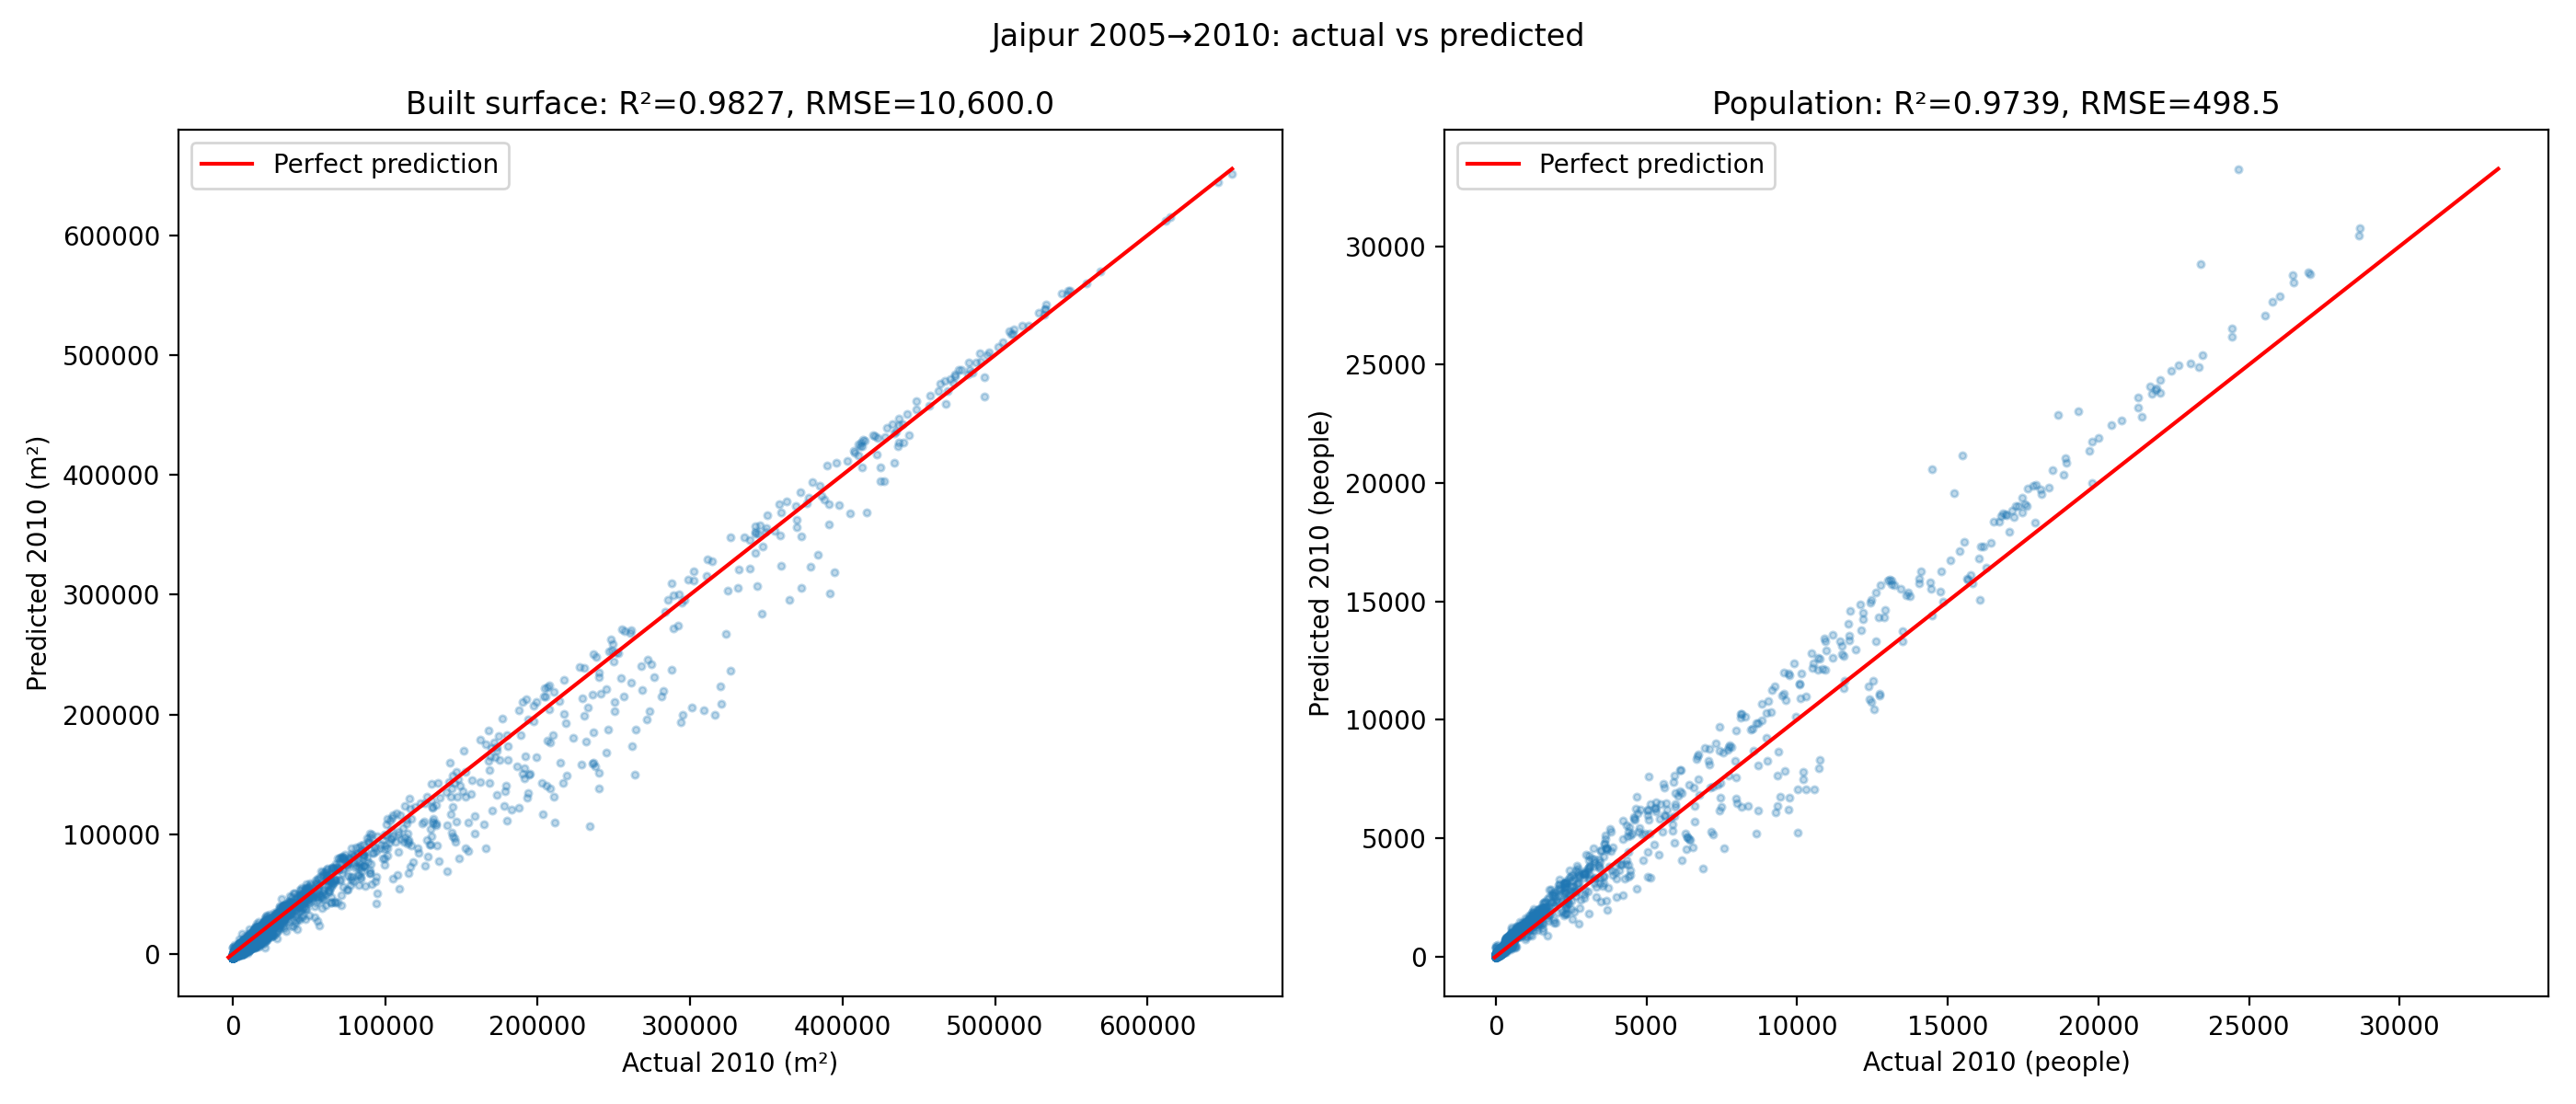 Jaipur 2005→2010: actual vs predicted
Built surface: R²=0.9827, RMSE=10,600.0
Perfect prediction
600000
500000
400000
300000
200000
100000
0
Predicted 2010 (m²)
0 100000 200000 300000 400000 500000 600000
Actual 2010 (m²)
Population: R²=0.9739, RMSE=498.5
Perfect prediction
30000
25000
20000
15000
10000
5000
0
Predicted 2010 (people)
0 5000 10000 15000 20000 25000 30000
Actual 2010 (people)